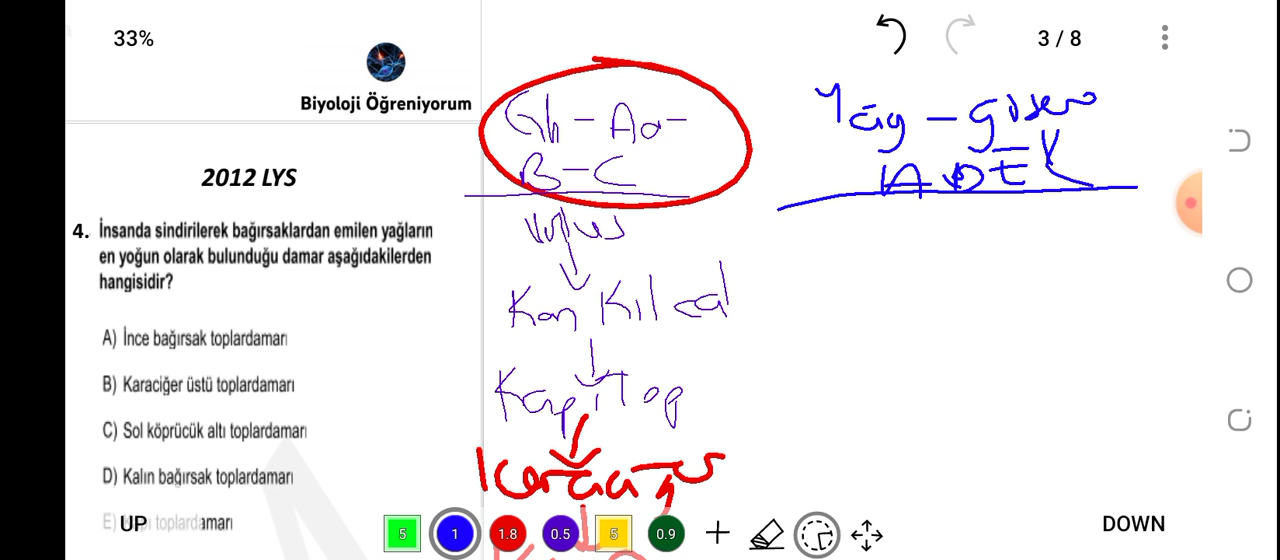 33%
3 / 8
Biyoloji Öğreniyorum
2012 LYS
4. İnsanda sindirilerek bağırsaklardan emilen yağların
en yoğun olarak bulunduğu damar aşağıdakilerden
hangisidir?
A) İnce bağırsak toplardamarı
B) Karaciğer üstü toplardamarı
C) Sol köprücük altı toplardamarı
D) Kalın bağırsak toplardamarı
E) toplardamarı
UP
Gh - Aa -
B - C
Kan Kılcal
Kapı Top
Yağ - gliser
ADEK
5 1 1.8 0.5 5 0.9
DOWN